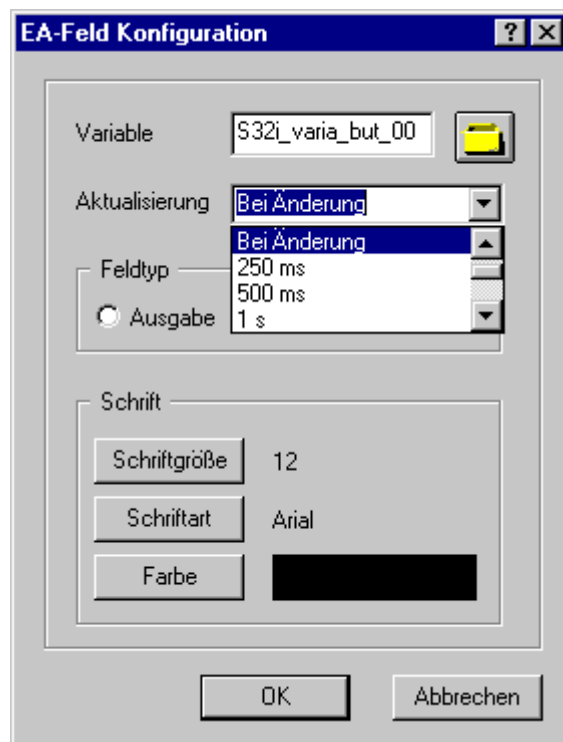 EA-Feld Konfiguration
Variable S32i_varia_but_00
Aktualisierung Bei Änderung
Bei Änderung
250 ms
500 ms
1 s
Feldtyp
Ausgabe
Schrift
Schriftgröße 12
Schriftart Arial
Farbe
OK Abbrechen